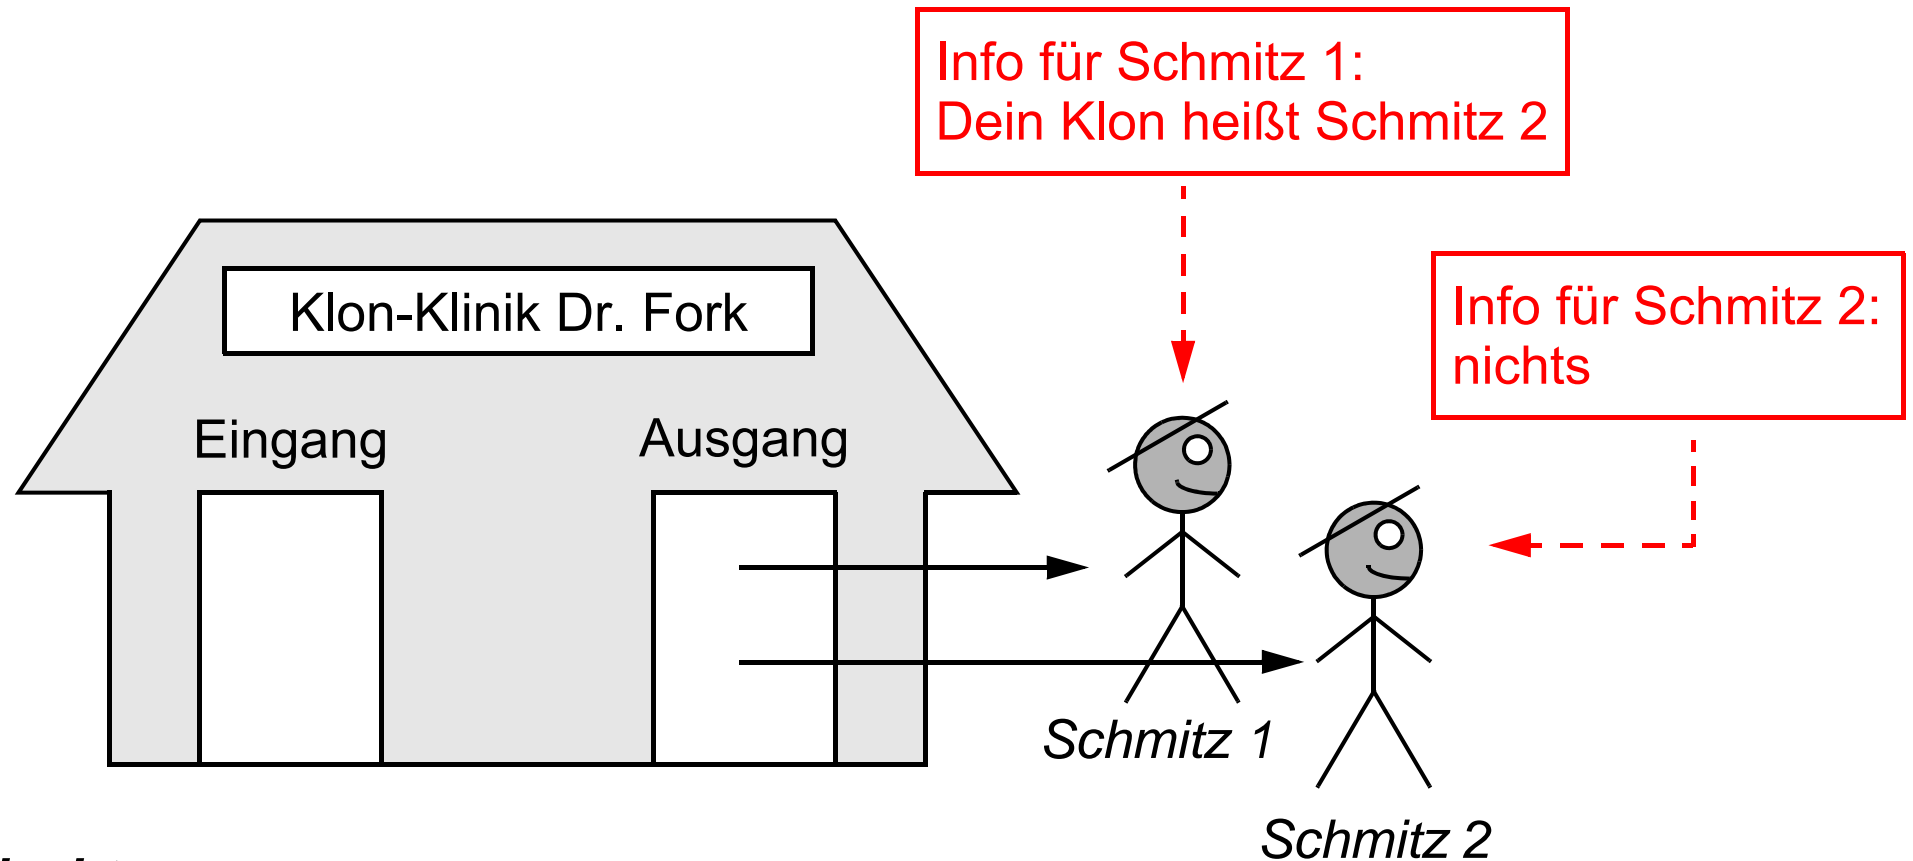 Info für Schmitz 1:
Dein Klon heißt Schmitz 2
Info für Schmitz 2:
nichts
Klon-Klinik Dr. Fork
Eingang
Ausgang
Schmitz 1
Schmitz 2